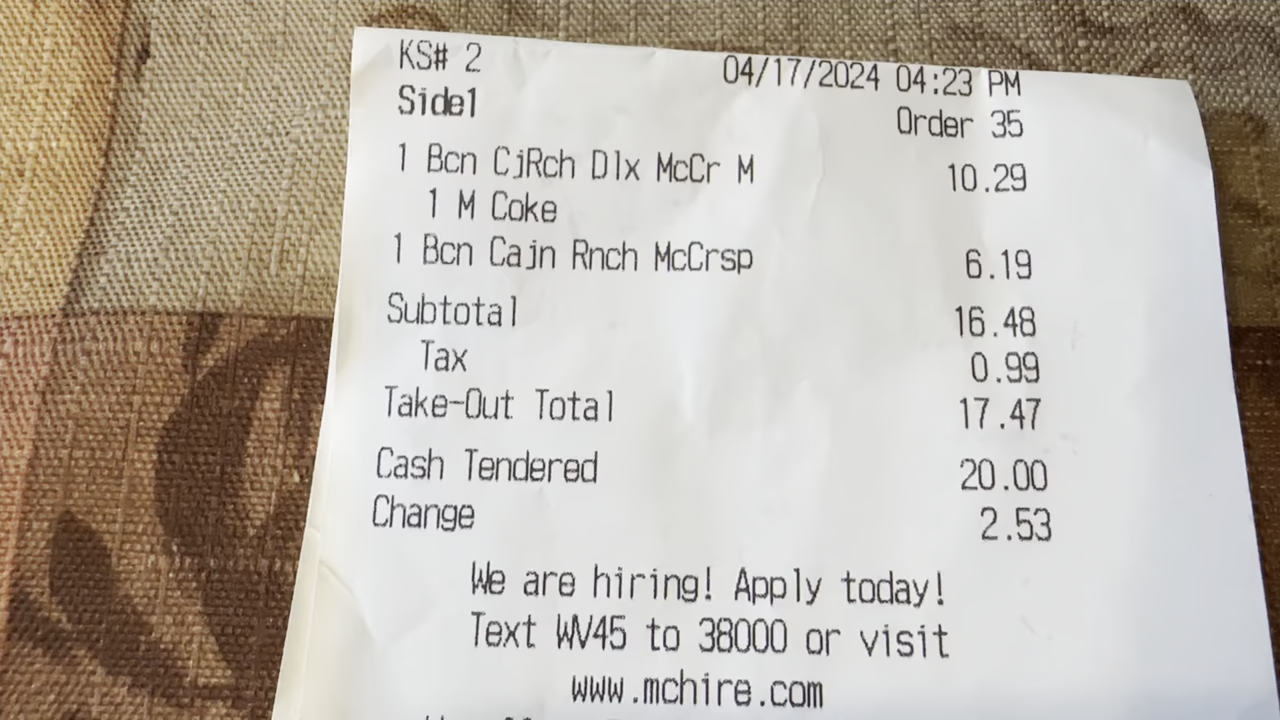 KS# 2 04/17/2024 04:23 PM
Side1 Order 35
1 Bcn CjRch Dlx McCr M 10.29
1 M Coke
1 Bcn Cajn Rnch McCrsp 6.19
Subtotal 16.48
Tax 0.99
Take-Out Total 17.47
Cash Tendered 20.00
Change 2.53
We are hiring! Apply today!
Text WV45 to 38000 or visit
www.mchire.com